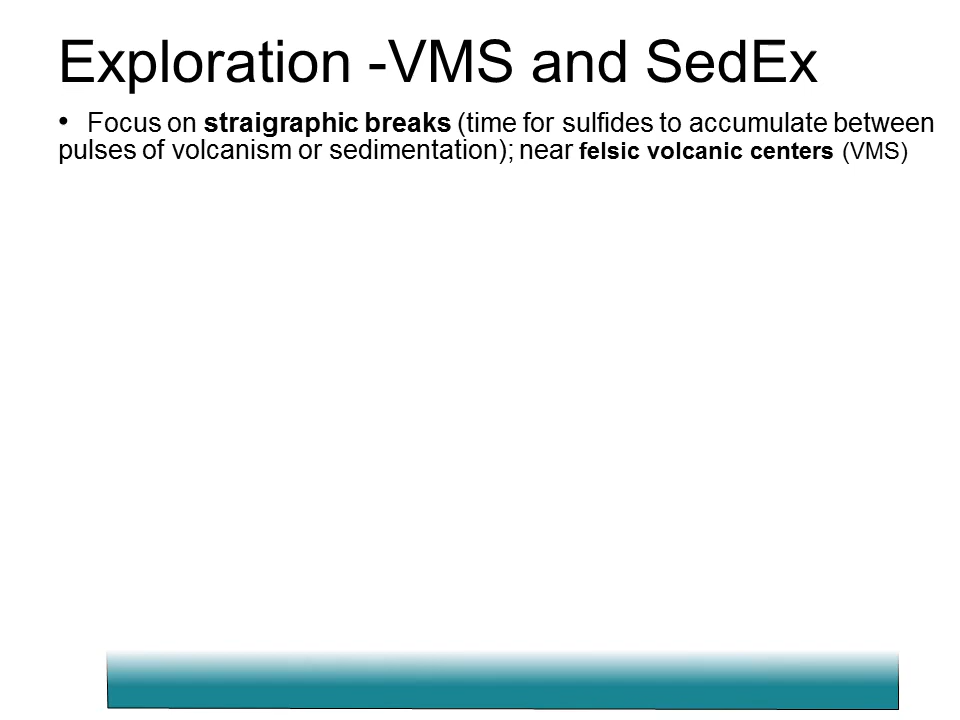 Exploration -VMS and SedEx
• Focus on straigraphic breaks (time for sulfides to accumulate between
pulses of volcanism or sedimentation); near felsic volcanic centers (VMS)